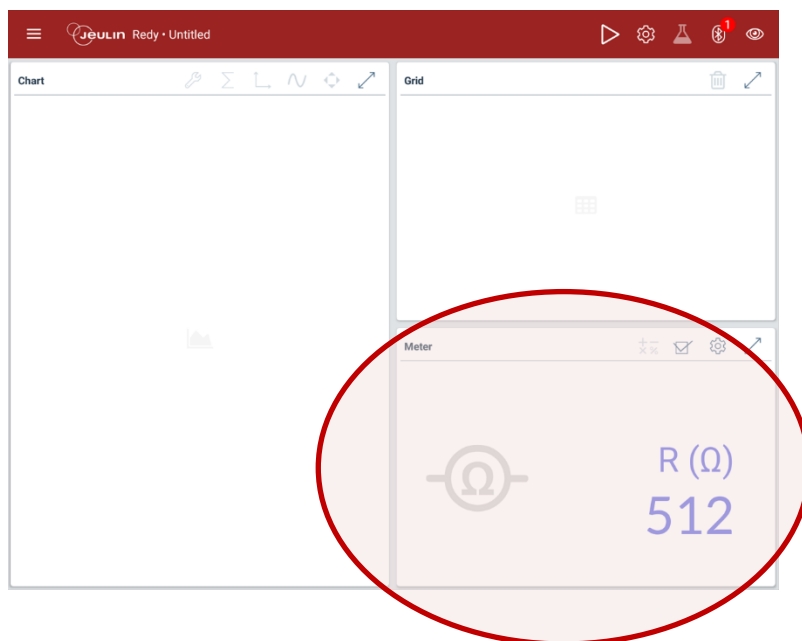 Jeulin Redy • Untitled
1
Chart
Grid
Meter
Ω
R (Ω)
512